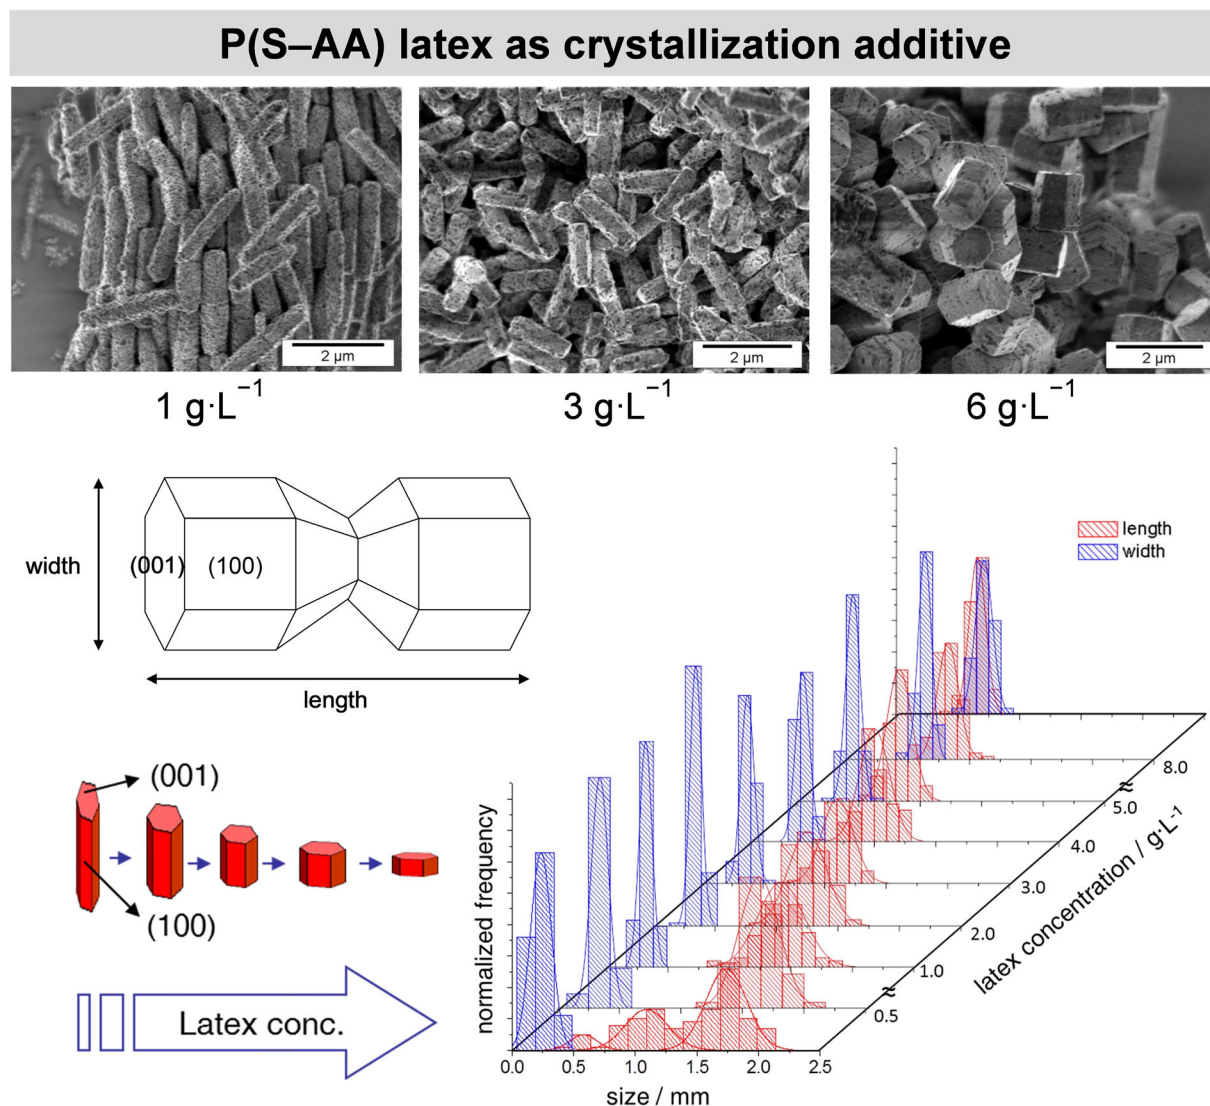 P(S–AA) latex as crystallization additive
2 μm
2 μm
2 μm
1 g·L⁻¹
3 g·L⁻¹
6 g·L⁻¹
width
(001)
(100)
length
length
width
(001)
(100)
Latex conc.
normalized frequency
8.0
5.0
4.0
3.0
2.0
1.0
0.5
latex concentration / g·L⁻¹
0.0
0.5
1.0
1.5
2.0
2.5
size / mm